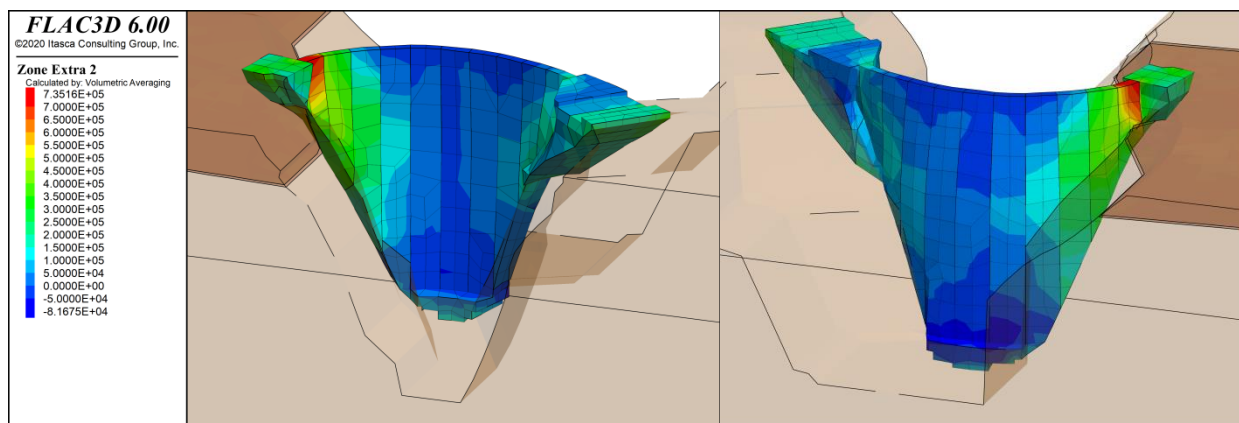 FLAC3D 6.00
©2020 Itasca Consulting Group, Inc.
Zone Extra 2
Calculated by: Volumetric Averaging
7.3516E+05
7.0000E+05
6.5000E+05
6.0000E+05
5.5000E+05
5.0000E+05
4.5000E+05
4.0000E+05
3.5000E+05
3.0000E+05
2.5000E+05
2.0000E+05
1.5000E+05
1.0000E+05
5.0000E+04
0.0000E+00
-5.0000E+04
-8.1675E+04